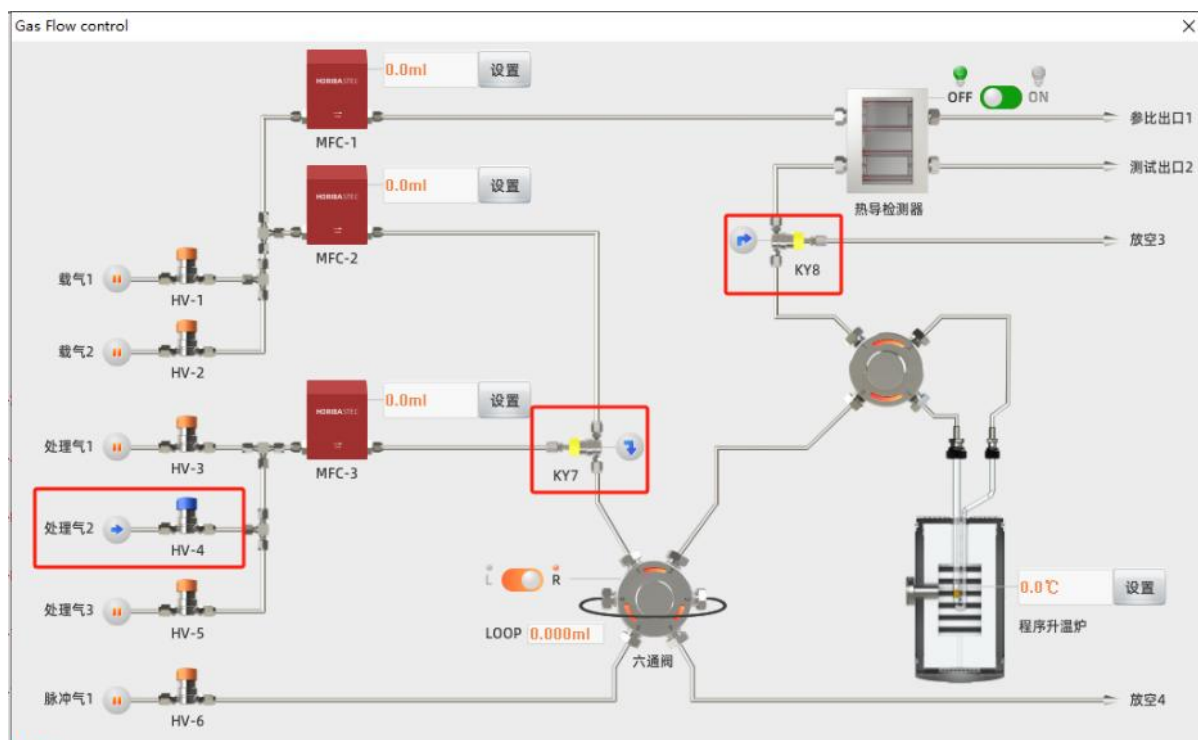 Gas Flow control
HORIBASTEC
0.0ml 设置
OFF ON
MFC-1
参比出口1
HORIBASTEC
0.0ml 设置
测试出口2
热导检测器
MFC-2
KY8
放空3
载气1
HV-1
载气2
HV-2
HORIBASTEC
0.0ml 设置
处理气1
HV-3
MFC-3
KY7
处理气2
HV-4
L R
0.0℃ 设置
处理气3
HV-5
LOOP 0.000ml
程序升温炉
六通阀
脉冲气1
HV-6
放空4